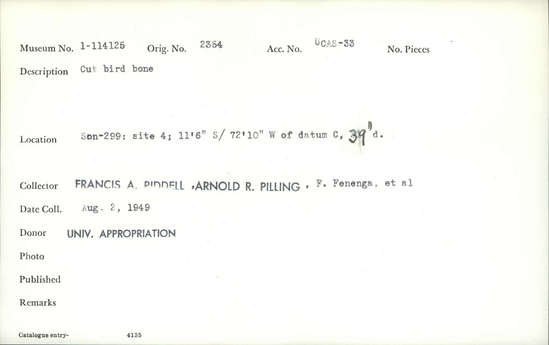 Museum No. 1-114125 Orig. No. 2354 Acc. No. UCAS-33 No. Pieces
Description Cut bird bone
Location Son-299: site 4; 11'6" S/ 72'10" W of datum C, 39"d.
Collector FRANCIS A. RIDDELL, ARNOLD R. PILLING, F. Fenenga, et al
Date Coll. Aug. 2, 1949
Donor UNIV. APPROPRIATION
Photo
Published
Remarks
Catalogue entry- 4135